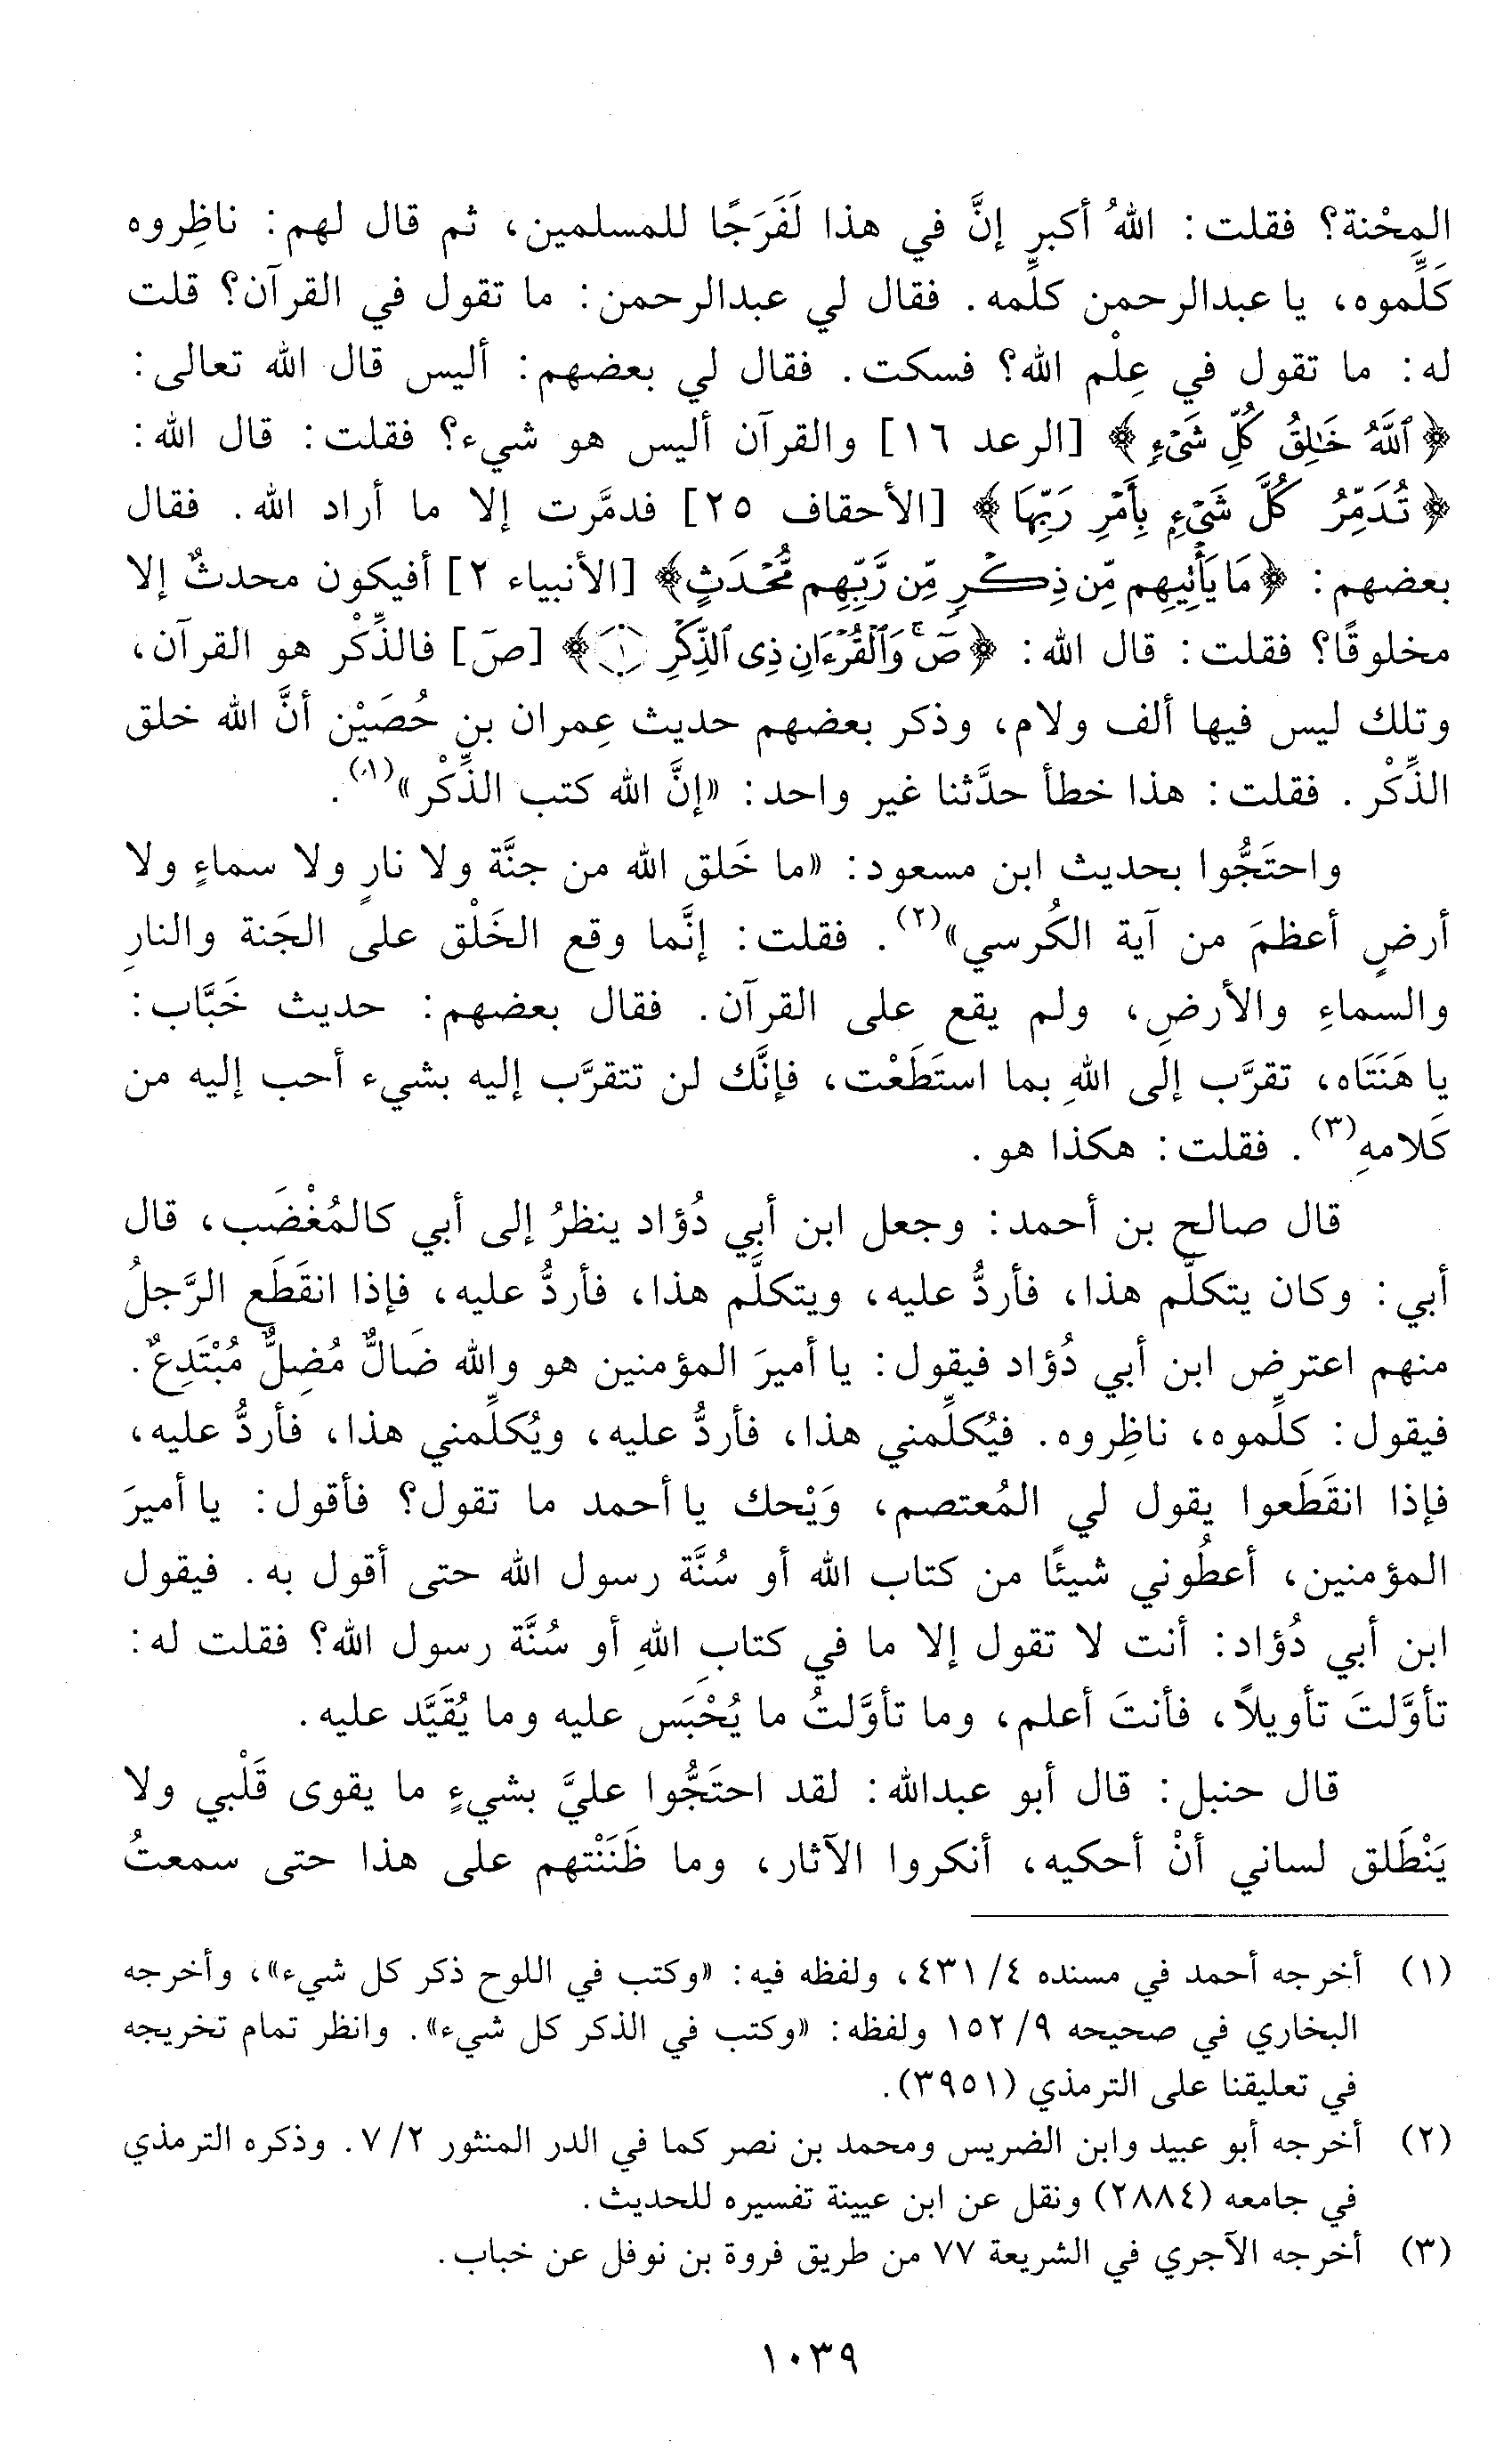 المِحْنة؟ فقلت: اللهُ أكبر إنَّ في هذا لَفَرَجًا للمسلمين، ثم قال لهم: ناظِروه
كَلِّموه، يا عبدالرحمن كلِّمه. فقال لي عبدالرحمن: ما تقول في القرآن؟ قلت
له: ما تقول في عِلْم الله؟ فسكت. فقال لي بعضهم: أليس قال الله تعالى:
﴿ٱللَّهُ خَٰلِقُ كُلِّ شَىْءٍ﴾ [الرعد ١٦] والقرآن أليس هو شيء؟ فقلت: قال الله:
﴿تُدَمِّرُ كُلَّ شَىْءٍ بِأَمْرِ رَبِّهَا﴾ [الأحقاف ٢٥] فدمَّرت إلا ما أراد الله. فقال
بعضهم: ﴿مَا يَأْتِيهِم مِّن ذِكْرٍ مِّن رَّبِّهِم مُّحْدَثٍ﴾ [الأنبياء ٢] أفيكون محدثٌ إلا
مخلوقًا؟ فقلت: قال الله: ﴿صٓ وَٱلْقُرْءَانِ ذِى ٱلذِّكْرِ ۝١﴾ [صٓ] فالذِّكْر هو القرآن،
وتلك ليس فيها ألف ولام، وذكر بعضهم حديث عِمران بن حُصَيْن أنَّ الله خلق
الذِّكْر. فقلت: هذا خطأ حدَّثنا غير واحد: «إنَّ الله كتب الذِّكْر»(١).
واحتَجُّوا بحديث ابن مسعود: «ما خَلق الله من جنَّة ولا نارٍ ولا سماءٍ ولا
أرضٍ أعظمَ من آية الكُرسي»(٢). فقلت: إنَّما وقع الخَلْق على الجَنة والنارِ
والسماءِ والأرضِ، ولم يقع على القرآن. فقال بعضهم: حديث خَبَّاب:
يا هَنَتَاه، تقرَّب إلى اللهِ بما استَطَعْت، فإنَّك لن تتقرَّب إليه بشيء أحب إليه من
كَلامهِ(٣). فقلت: هكذا هو.
قال صالح بن أحمد: وجعل ابن أبي دُؤاد ينظرُ إلى أبي كالمُغْضَب، قال
أبي: وكان يتكلَّم هذا، فأردُّ عليه، ويتكلَّم هذا، فأردُّ عليه، فإذا انقَطَع الرَّجلُ
منهم اعترض ابن أبي دُؤاد فيقول: يا أميرَ المؤمنين هو والله ضَالٌّ مُضِلٌّ مُبْتَدِعٌ.
فيقول: كلِّموه، ناظِروه. فيُكلِّمني هذا، فأردُّ عليه، ويُكلِّمني هذا، فأردُّ عليه،
فإذا انقَطَعوا يقول لي المُعتصم، وَيْحك يا أحمد ما تقول؟ فأقول: يا أميرَ
المؤمنين، أعطُوني شيئًا من كتاب الله أو سُنَّة رسول الله حتى أقول به. فيقول
ابن أبي دُؤاد: أنت لا تقول إلا ما في كتابِ اللهِ أو سُنَّة رسول الله؟ فقلت له:
تأوَّلتَ تأويلاً، فأنتَ أعلم، وما تأوَّلتُ ما يُحْبَس عليه وما يُقَيَّد عليه.
قال حنبل: قال أبو عبدالله: لقد احتَجُّوا عليَّ بشيءٍ ما يقوى قَلْبي ولا
يَنْطَلق لساني أنْ أحكيه، أنكروا الآثار، وما ظَنَنْتهم على هذا حتى سمعتُ
(١) أخرجه أحمد في مسنده ٤/ ٤٣١، ولفظه فيه: «وكتب في اللوح ذكر كل شيء»، وأخرجه
البخاري في صحيحه ٩/ ١٥٢ ولفظه: «وكتب في الذكر كل شيء». وانظر تمام تخريجه
في تعليقنا على الترمذي (٣٩٥١).
(٢) أخرجه أبو عبيد وابن الضريس ومحمد بن نصر كما في الدر المنثور ٢/ ٧. وذكره الترمذي
في جامعه (٢٨٨٤) ونقل عن ابن عيينة تفسيره للحديث.
(٣) أخرجه الآجري في الشريعة ٧٧ من طريق فروة بن نوفل عن خباب.
١٠٣٩